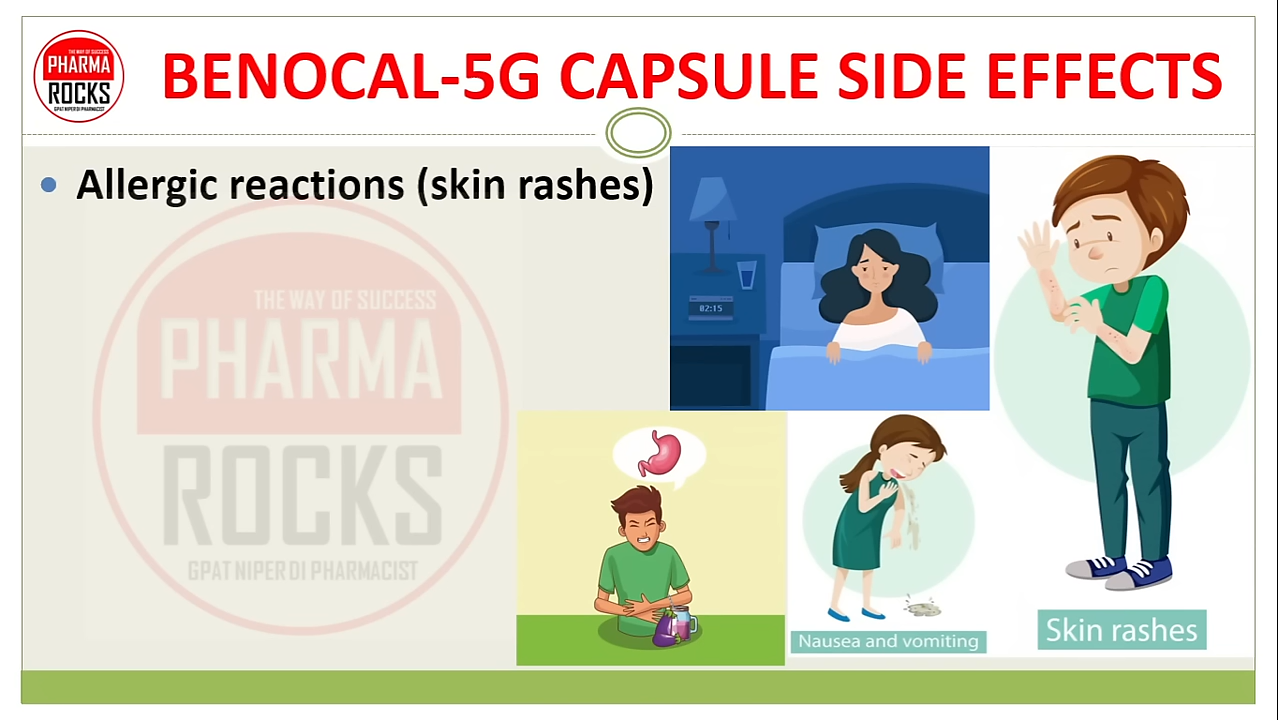 THE WAY OF SUCCESS
PHARMA
ROCKS
GPAT NIPER DI PHARMACIST
BENOCAL-5G CAPSULE SIDE EFFECTS
• Allergic reactions (skin rashes)
THE WAY OF SUCCESS
PHARMA
ROCKS
GPAT NIPER DI PHARMACIST
02:15
Nausea and vomiting
Skin rashes